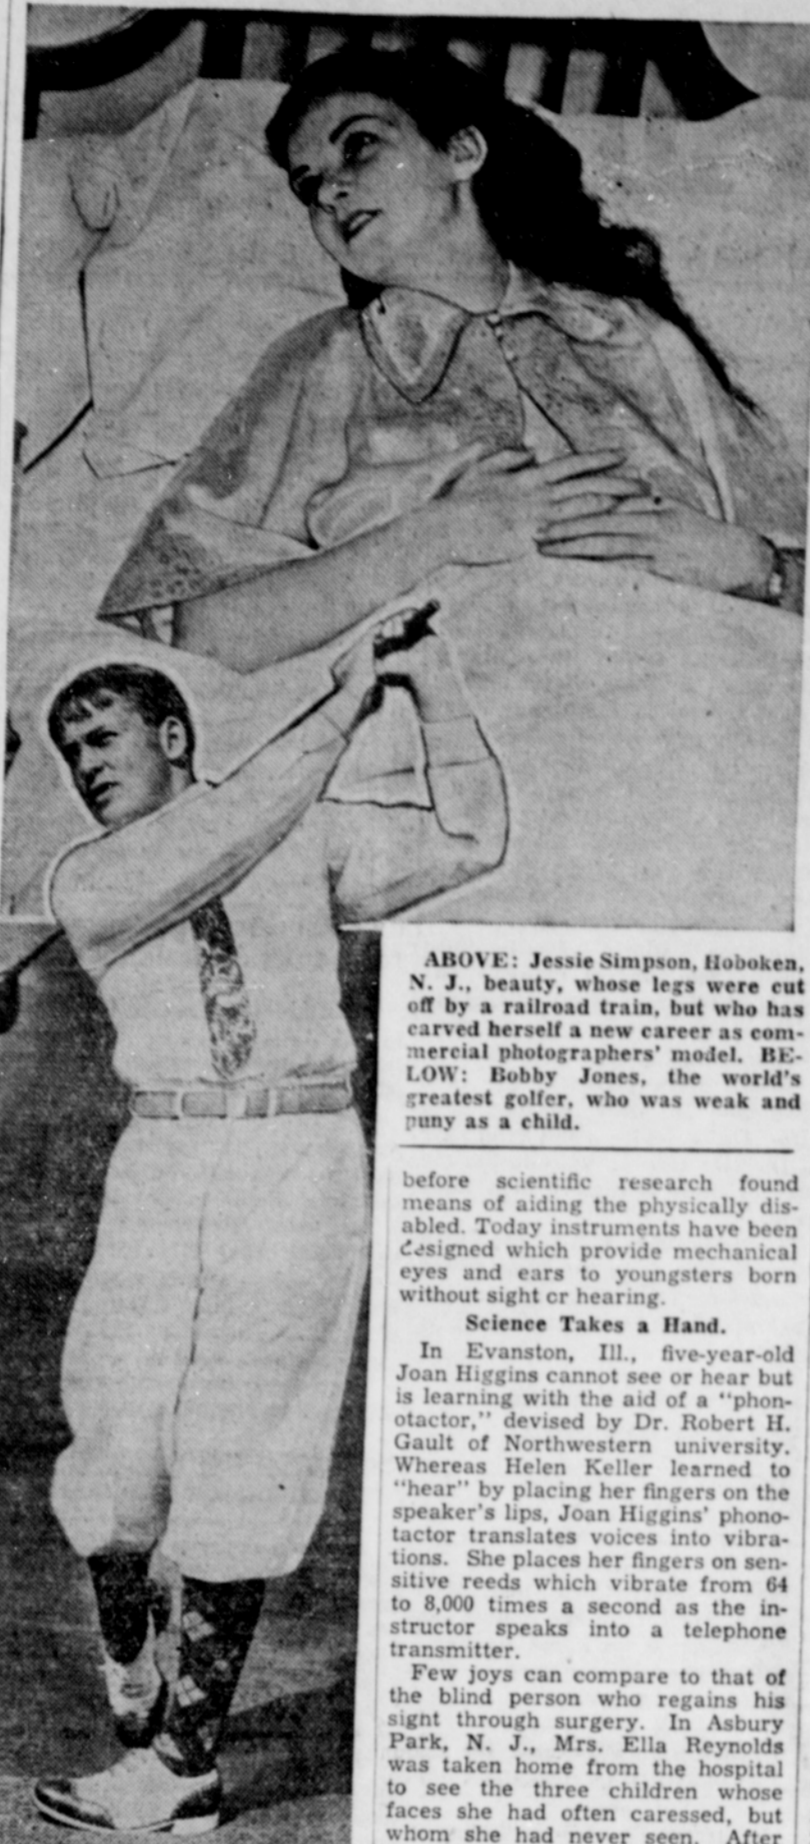 ABOVE: Jessie Simpson, Hoboken,
N. J., beauty, whose legs were cut
off by a railroad train, but who has
carved herself a new career as com-
mercial photographers' model. BE-
LOW: Bobby Jones, the world's
greatest golfer, who was weak and
puny as a child.
before scientific research found
means of aiding the physically dis-
abled. Today instruments have been
designed which provide mechanical
eyes and ears to youngsters born
without sight or hearing.
Science Takes a Hand.
In Evanston, Ill., five-year-old
Joan Higgins cannot see or hear but
is learning with the aid of a "phon-
otactor," devised by Dr. Robert H.
Gault of Northwestern university.
Whereas Helen Keller learned to
"hear" by placing her fingers on the
speaker's lips, Joan Higgins' phono-
tactor translates voices into vibra-
tions. She places her fingers on sen-
sitive reeds which vibrate from 64
to 8,000 times a second as the in-
structor speaks into a telephone
transmitter.
Few joys can compare to that of
the blind person who regains his
signt through surgery. In Asbury
Park, N. J., Mrs. Ella Reynolds
was taken home from the hospital
to see the three children whose
faces she had often caressed, but
whom she had never seen. After